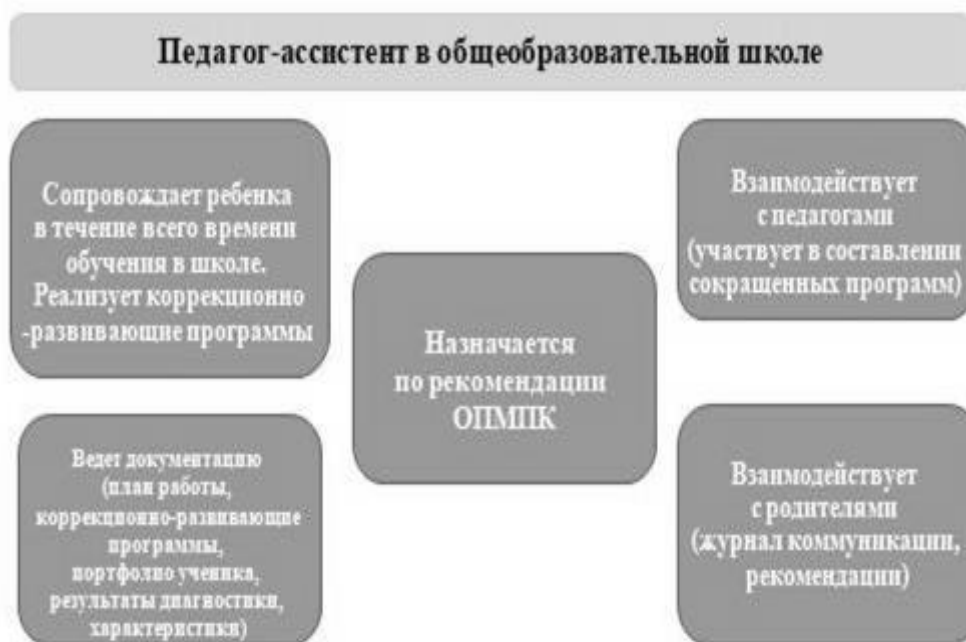 Педагог-ассистент в общеобразовательной школе
Сопровождает ребенка
в течение всего времени
обучения в школе.
Реализует коррекционно
-развивающие программы
Ведет документацию
(план работы,
коррекционно-развивающие
программы,
портфолио ученика,
результаты диагностики,
характеристики)
Назначается
по рекомендации
ОПМПК
Взаимодействует
с педагогами
(участвует в составлении
сокращенных программ)
Взаимодействует
с родителями
(журнал коммуникации,
рекомендации)